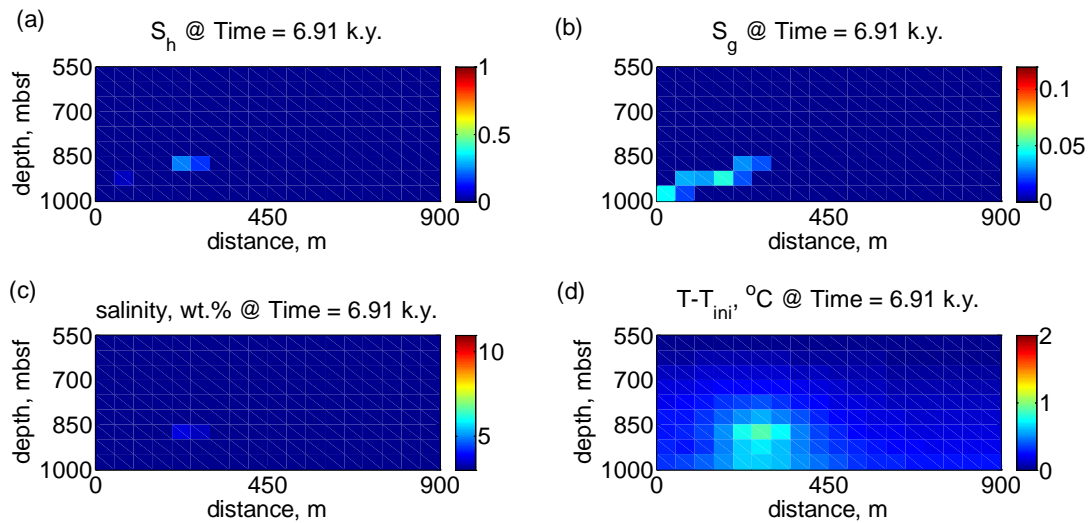 (a)
S_h @ Time = 6.91 k.y.
550
700
850
1000
depth, mbsf
0
450
900
distance, m
1
0.5
0
(b)
S_g @ Time = 6.91 k.y.
550
700
850
1000
0
450
900
distance, m
0.1
0.05
0
(c)
salinity, wt.% @ Time = 6.91 k.y.
550
700
850
1000
depth, mbsf
0
450
900
distance, m
10
5
(d)
T-T_ini, °C @ Time = 6.91 k.y.
550
700
850
1000
depth, mbsf
0
450
900
distance, m
2
1
0